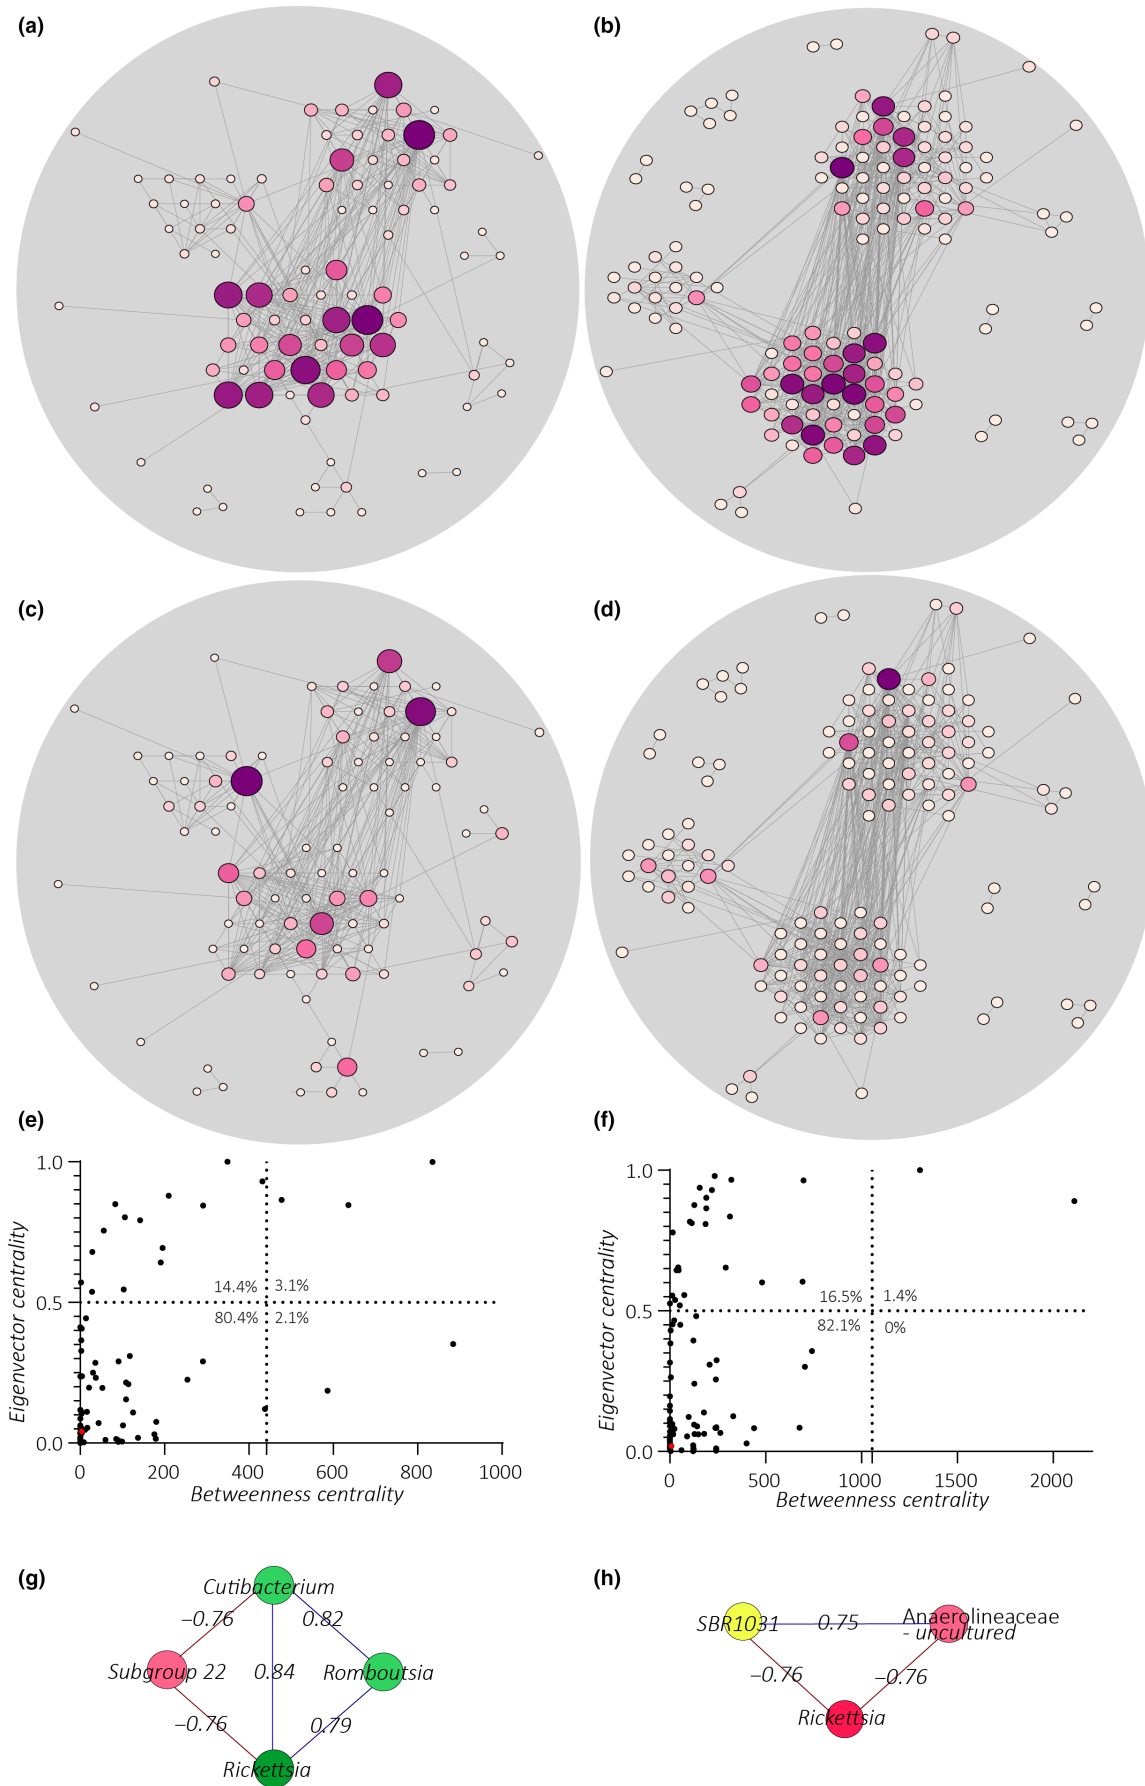 (a)
(b)
(c)
(d)
(e)
(f)
1.0
0.5
0.0
Eigenvector centrality
14.4%
3.1%
80.4%
2.1%
0
200
400
600
800
1000
Betweenness centrality
1.0
0.5
0.0
Eigenvector centrality
16.5%
1.4%
82.1%
0%
0
500
1000
1500
2000
Betweenness centrality
(g)
Cutibacterium
–0.76
0.82
Subgroup 22
0.84
Romboutsia
–0.76
0.79
Rickettsia
(h)
SBR1031
0.75
Anaerolineaceae
- uncultured
–0.76
–0.76
Rickettsia